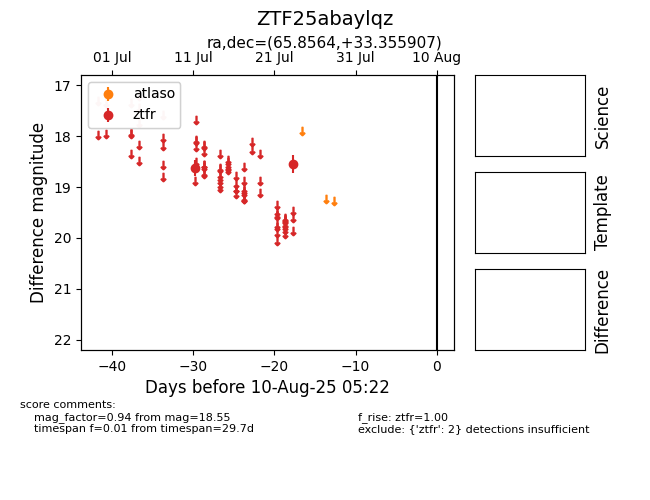 ZTF25abaylqz
ra,dec=(65.8564,+33.355907)
01 Jul 11 Jul 21 Jul 31 Jul 10 Aug
atlaso
ztfr
17
18
19
20
21
22
Difference magnitude
−40 −30 −20 −10 0
Days before 10-Aug-25 05:22
Science
Template
Difference
score comments:
mag_factor=0.94 from mag=18.55
timespan f=0.01 from timespan=29.7d
f_rise: ztfr=1.00
exclude: {'ztfr': 2} detections insufficient